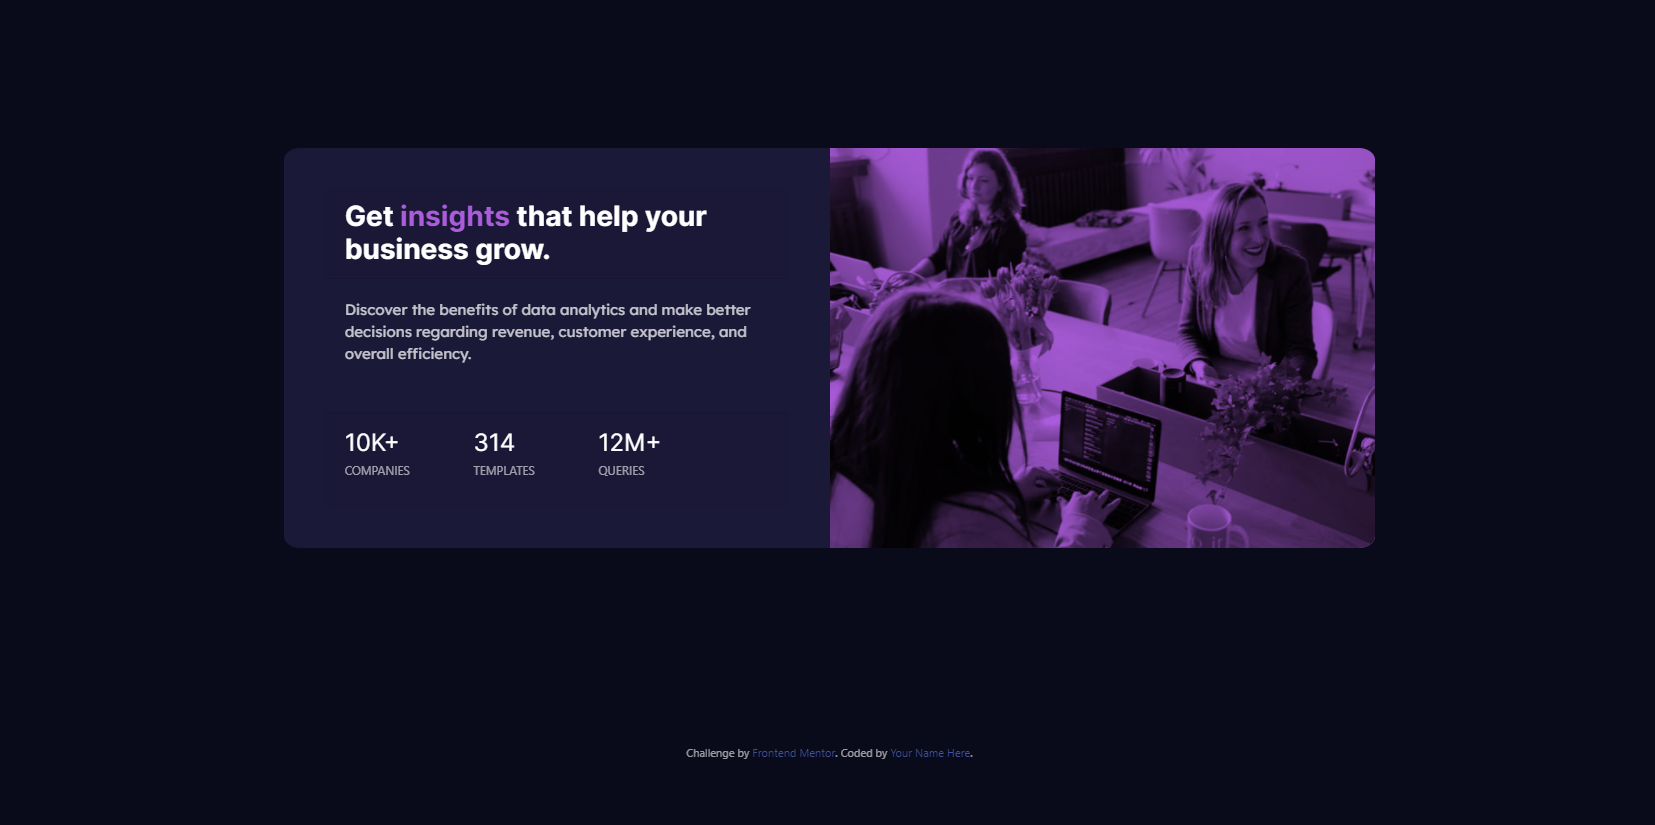 Get insights that help your
business grow.
Discover the benefits of data analytics and make better
decisions regarding revenue, customer experience, and
overall efficiency.
10K+ 314 12M+
COMPANIES TEMPLATES QUERIES
Challenge by Frontend Mentor. Coded by Your Name Here.